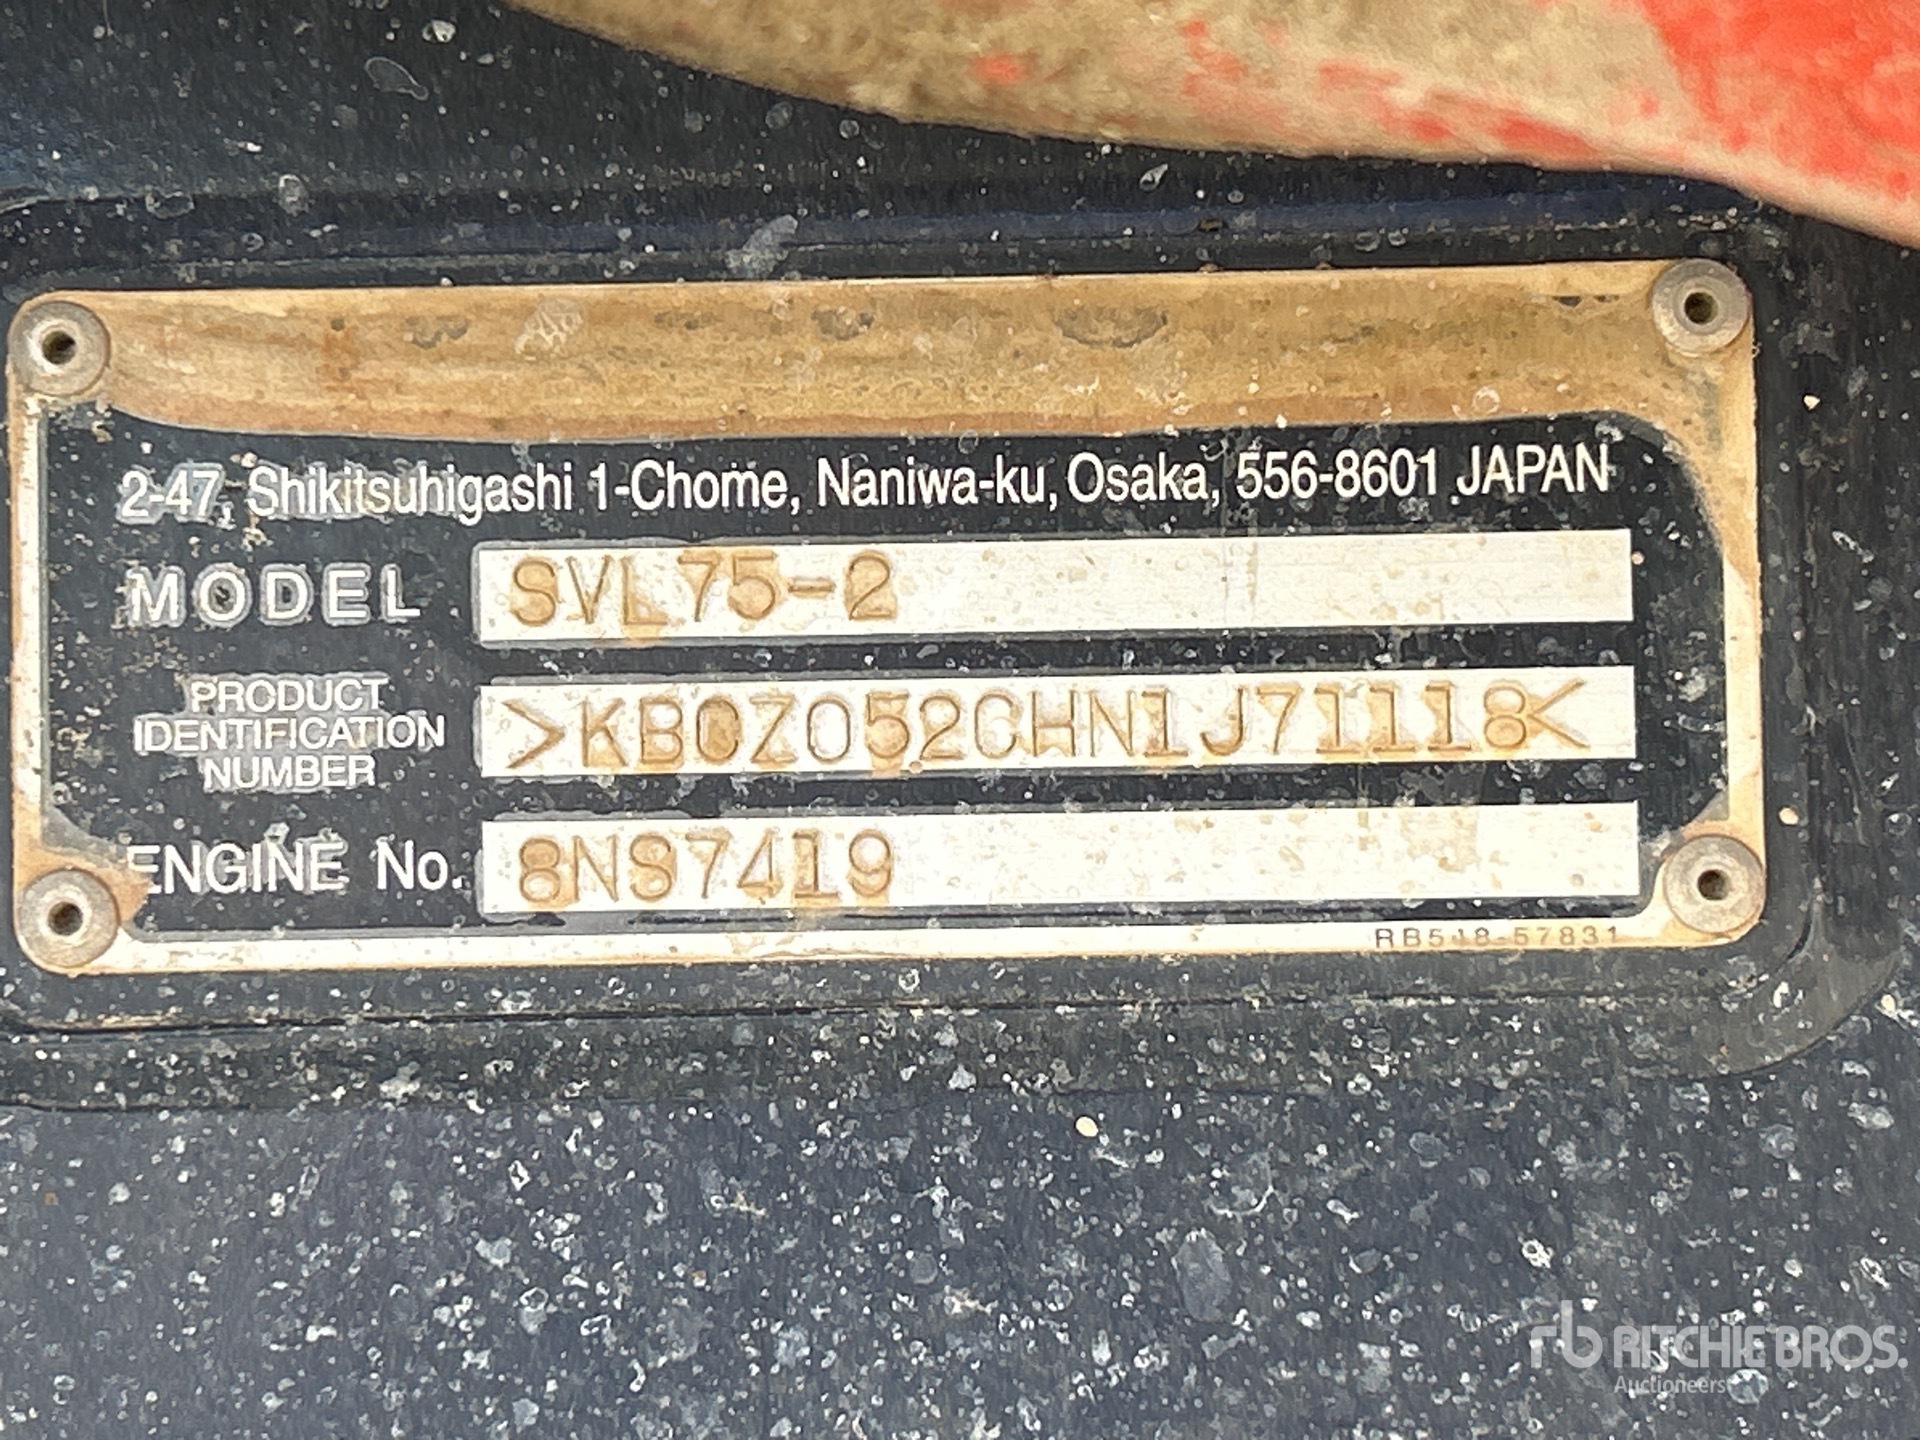 2-47, Shikitsuhigashi 1-Chome, Naniwa-ku, Osaka, 556-8601 JAPAN
MODEL SVL75-2
PRODUCT
IDENTIFICATION
NUMBER
>KBCZ052CHN1J71118<
ENGINE No. 8NS7419
RB518-57831
rb RITCHIE BROS.
Auctioneers